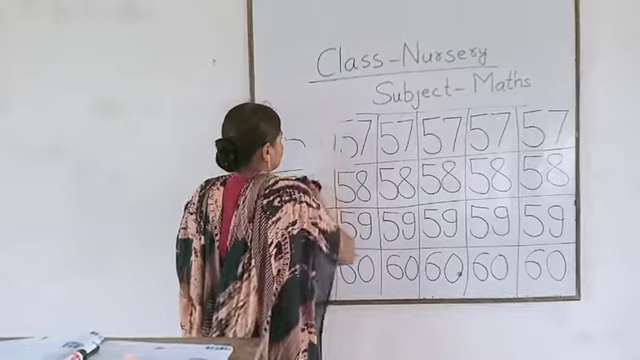 Class-Nursery
Subject- Maths
57 57 57 57 57
58 58 58 58 58
59 59 59 59 59
60 60 60 60 60